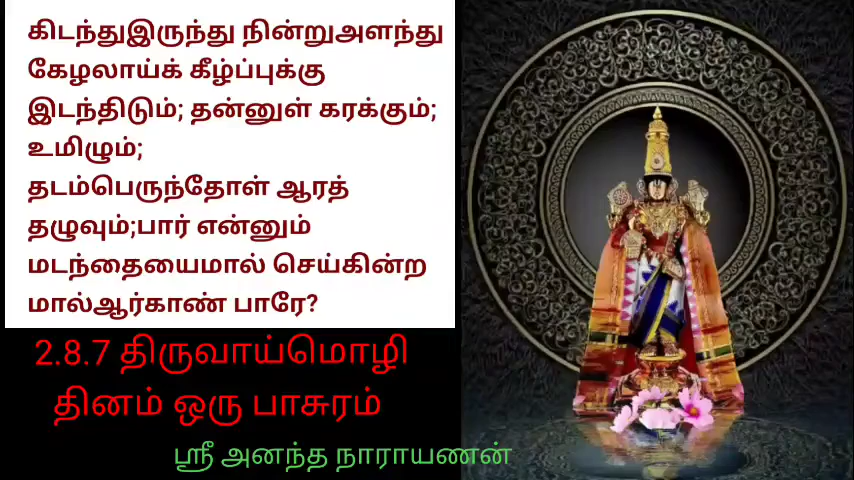 கிடந்துஇருந்து நின்றுஅளந்து
கேழலாய்க் கீழ்ப்புக்கு
இடந்திடும்; தன்னுள் கரக்கும்;
உமிழும்;
தடம்பெருந்தோள் ஆரத்
தழுவும்;பார் என்னும்
மடந்தையைமால் செய்கின்ற
மால்ஆர்காண் பாரே?
2.8.7 திருவாய்மொழி
தினம் ஒரு பாசுரம்
ஸ்ரீ அனந்த நாராயணன்